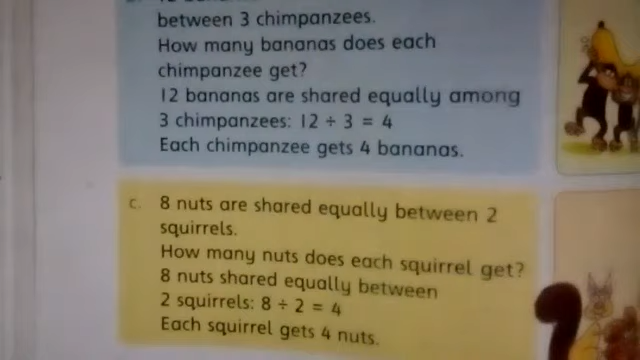 between 3 chimpanzees.
How many bananas does each
chimpanzee get?
12 bananas are shared equally among
3 chimpanzees: 12 ÷ 3 = 4
Each chimpanzee gets 4 bananas.
c. 8 nuts are shared equally between 2
squirrels.
How many nuts does each squirrel get?
8 nuts shared equally between
2 squirrels: 8 ÷ 2 = 4
Each squirrel gets 4 nuts.